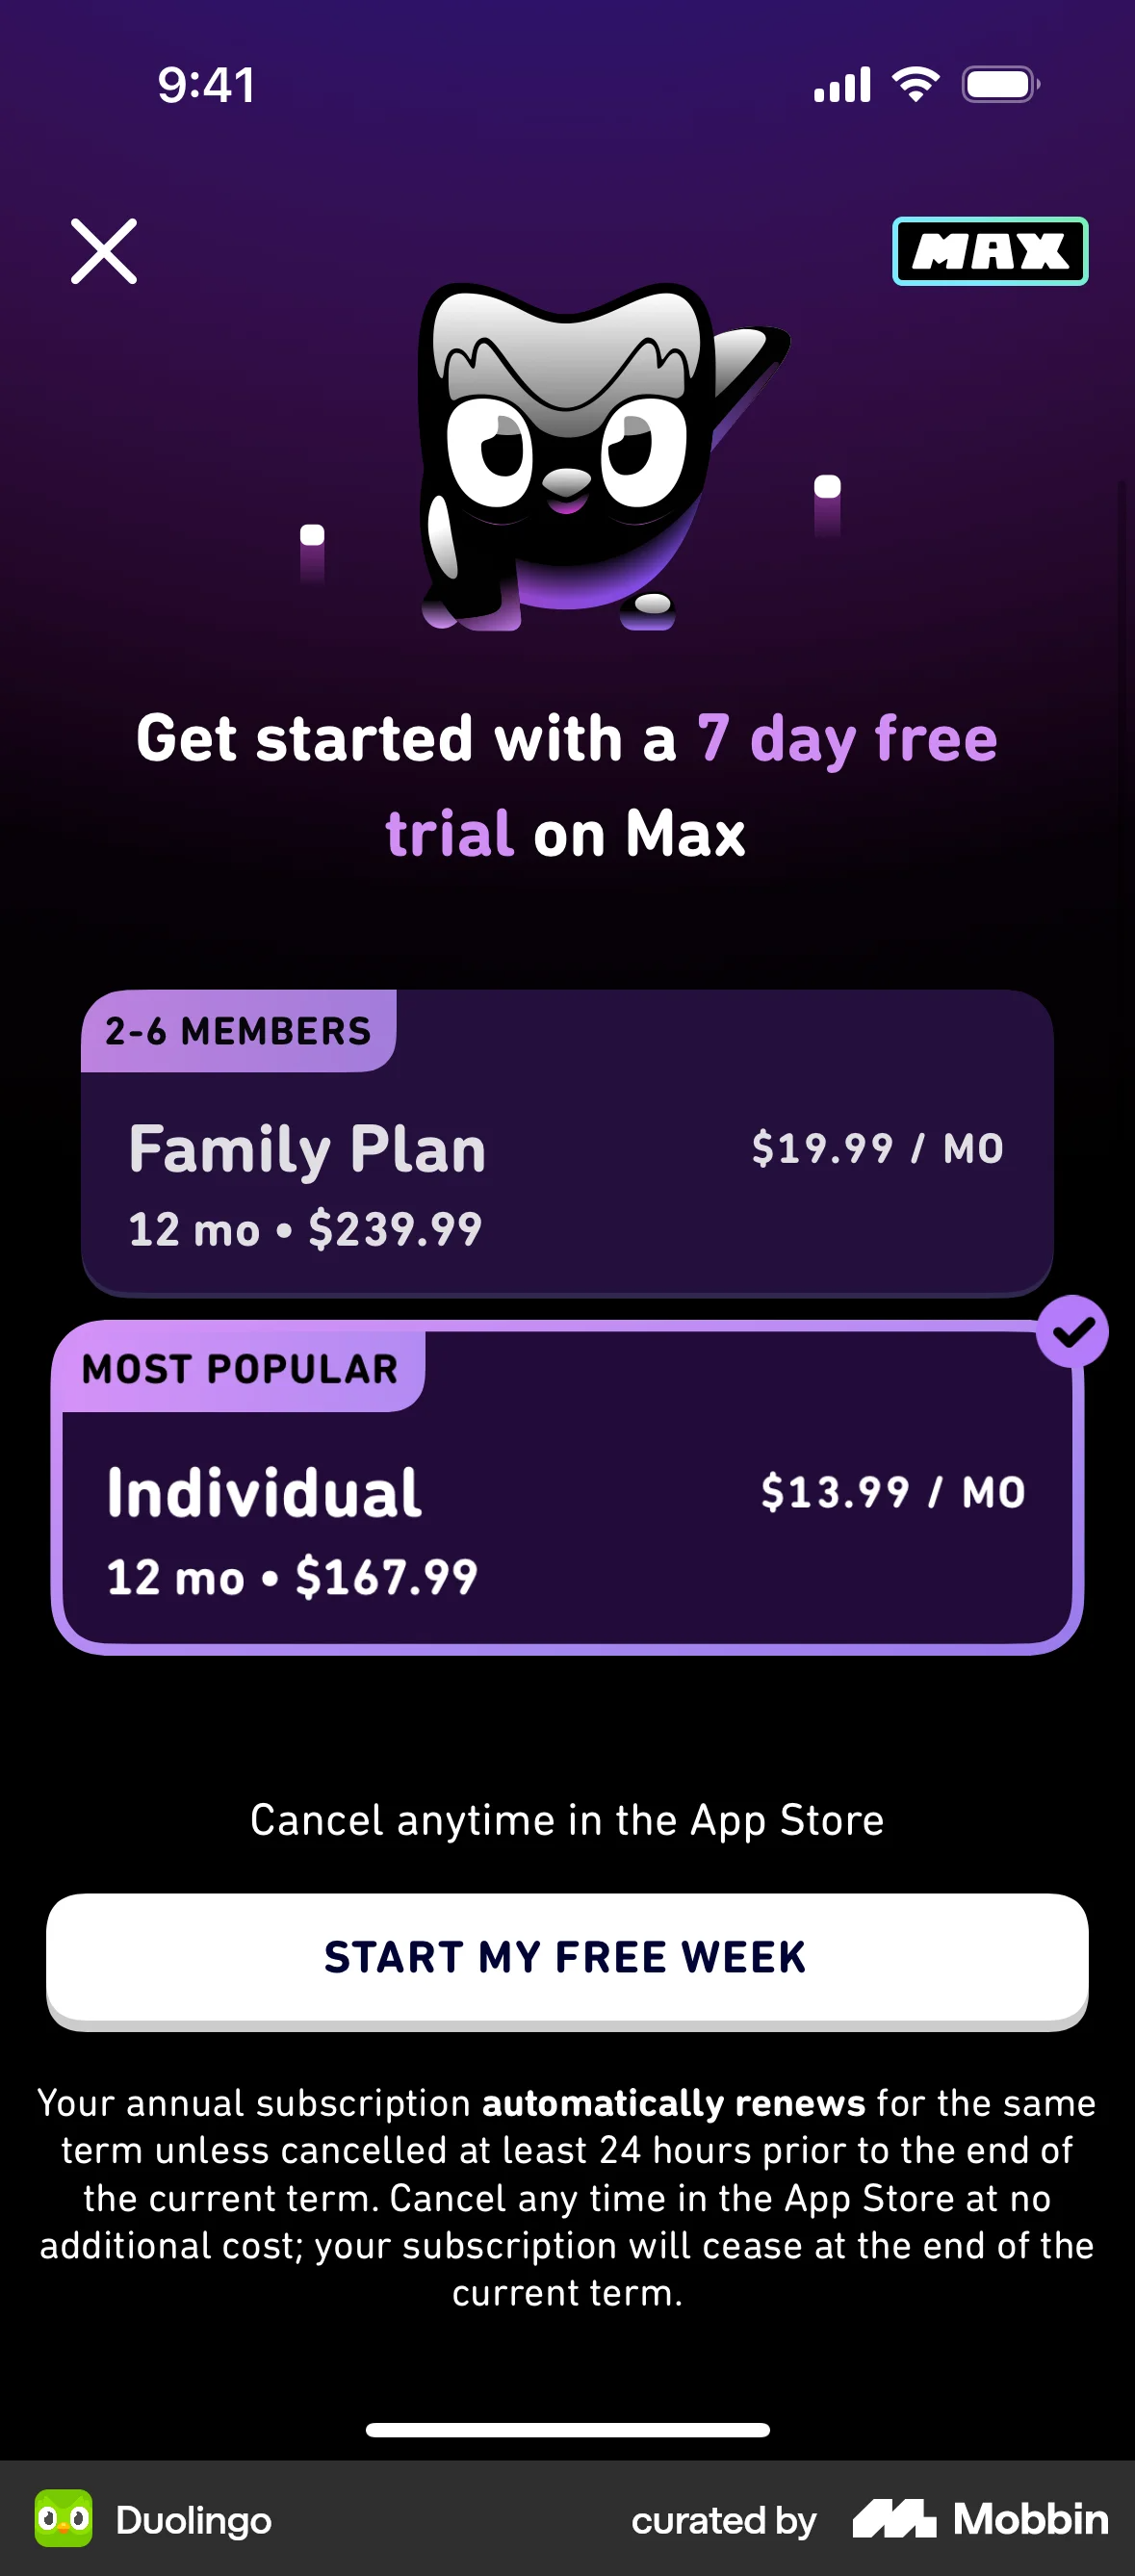 9:41
MAX
Get started with a 7 day free
trial on Max
2-6 MEMBERS
Family Plan
$19.99 / MO
12 mo • $239.99
MOST POPULAR
Individual
$13.99 / MO
12 mo • $167.99
Cancel anytime in the App Store
START MY FREE WEEK
Your annual subscription automatically renews for the same
term unless cancelled at least 24 hours prior to the end of
the current term. Cancel any time in the App Store at no
additional cost; your subscription will cease at the end of the
current term.
Duolingo
curated by Mobbin